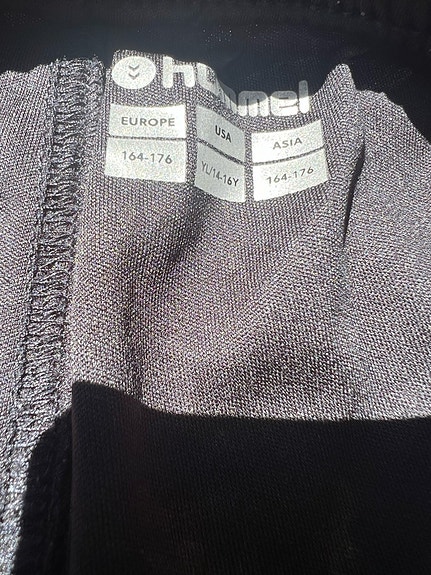 hummel
EUROPE USA ASIA
164-176 YL/14-16Y 164-176